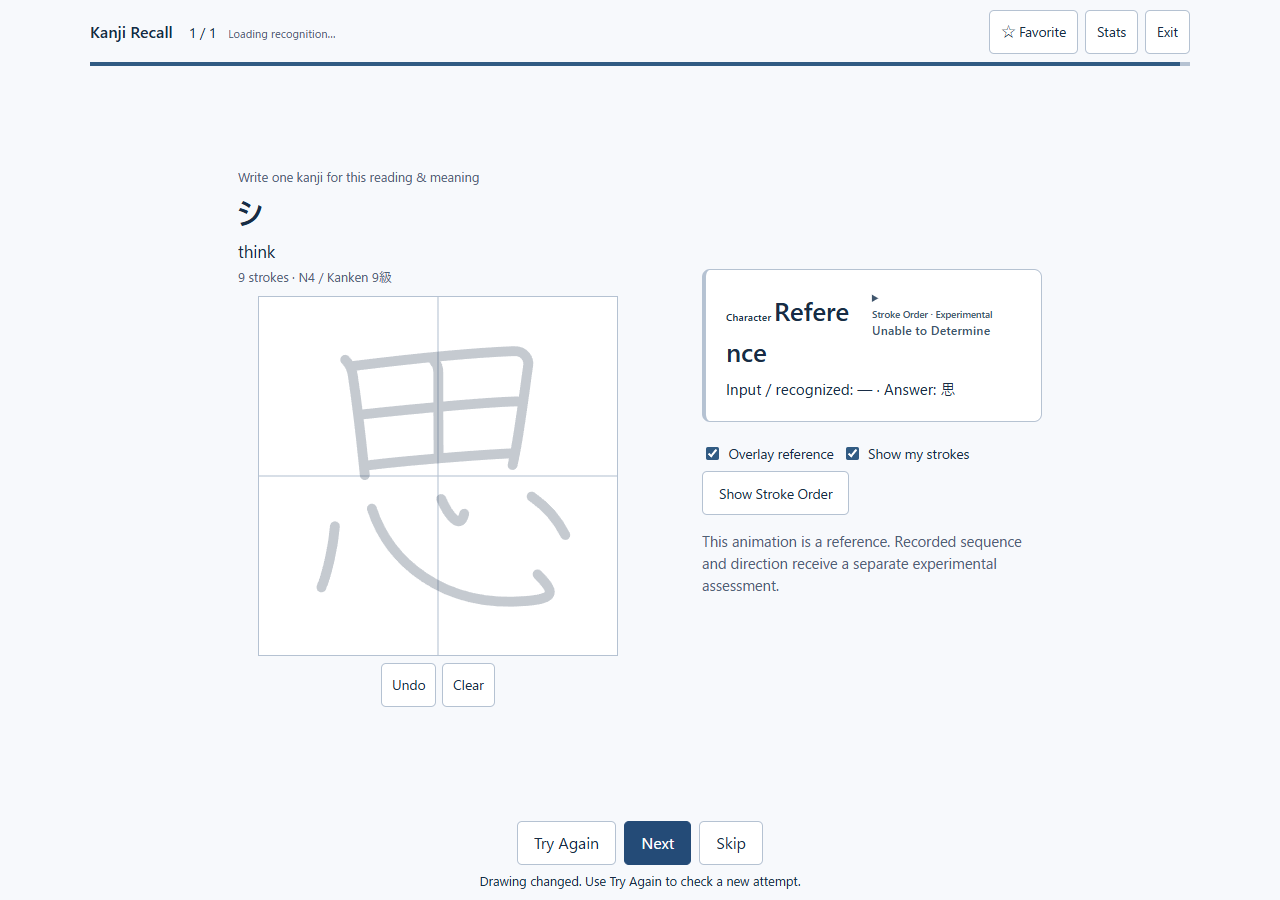 Kanji Recall 1 / 1 Loading recognition...
☆ Favorite Stats Exit
Write one kanji for this reading & meaning
シ
think
9 strokes · N4 / Kanken 9級
思
Undo Clear
Character Refere
nce
▸
Stroke Order · Experimental
Unable to Determine
Input / recognized: — · Answer: 思
Overlay reference Show my strokes
Show Stroke Order
This animation is a reference. Recorded sequence
and direction receive a separate experimental
assessment.
Try Again Next Skip
Drawing changed. Use Try Again to check a new attempt.